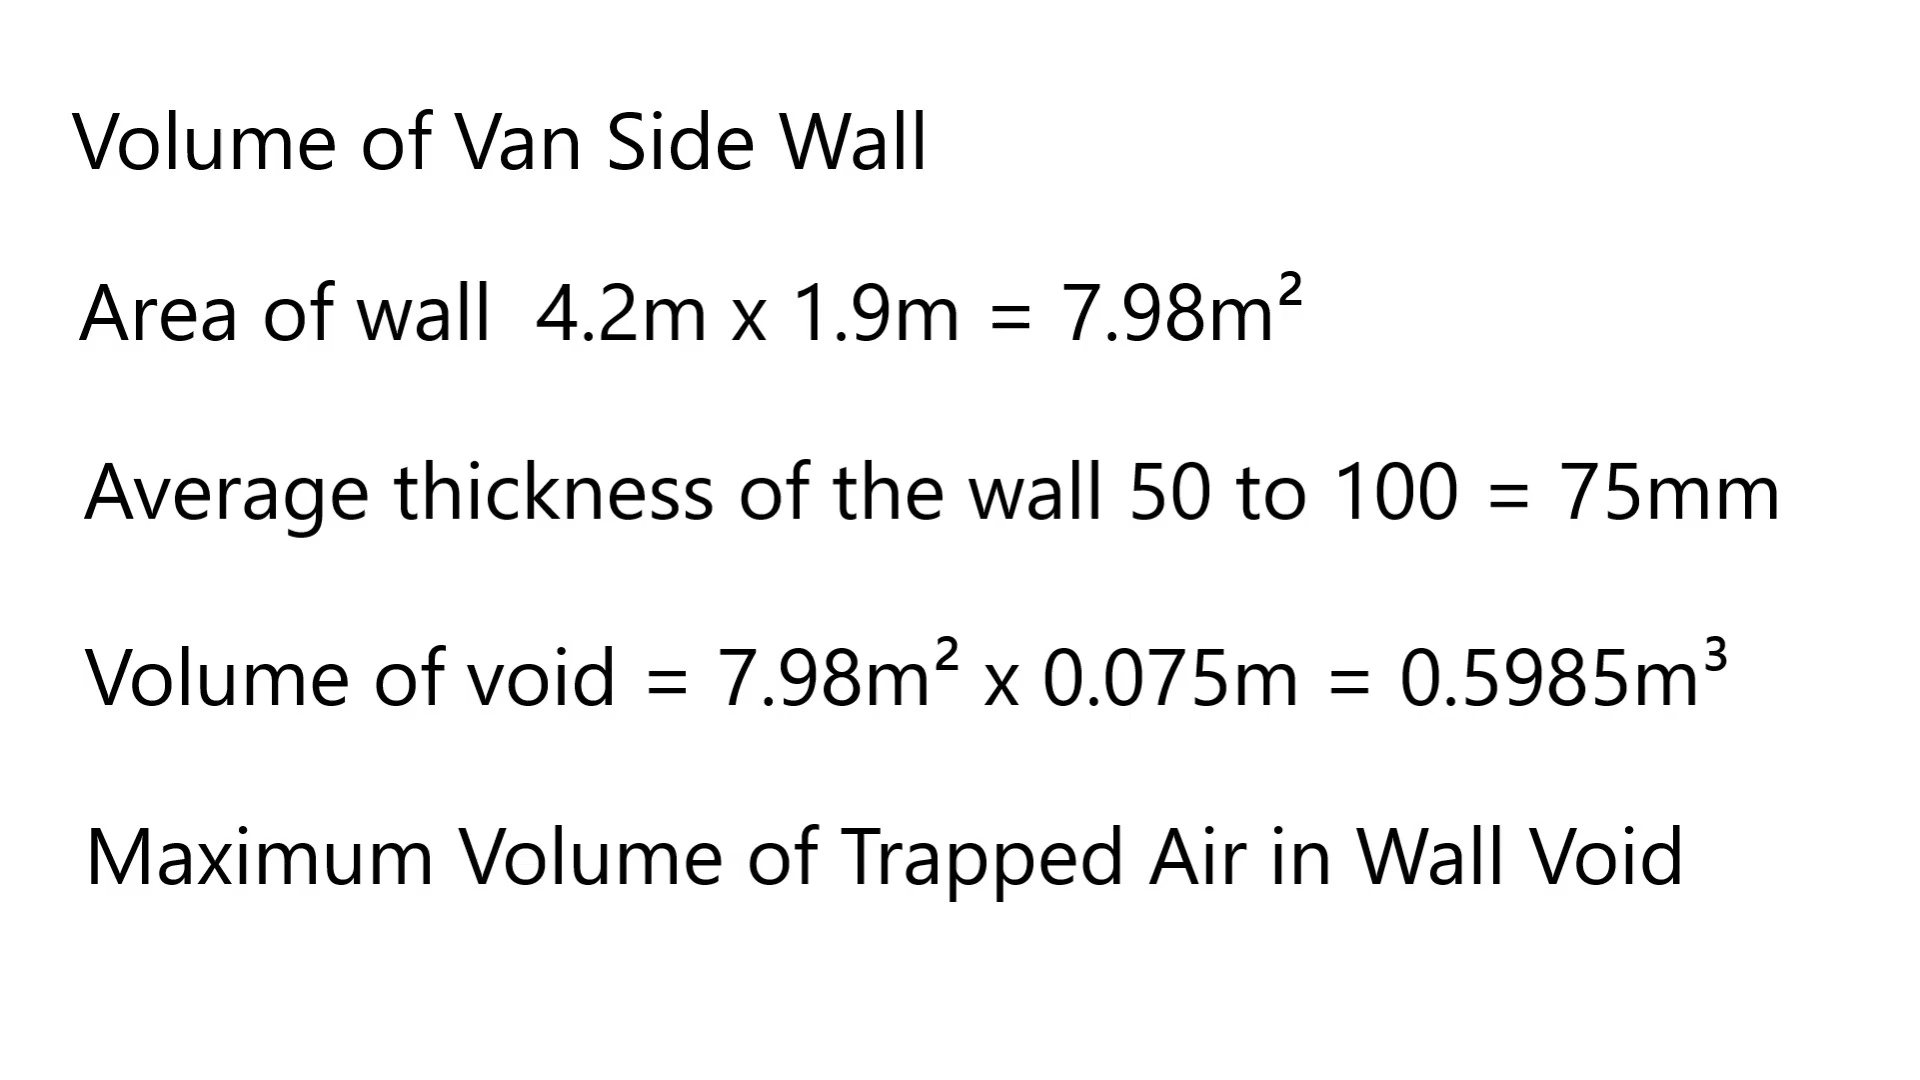 Volume of Van Side Wall
Area of wall  4.2m x 1.9m = 7.98m²
Average thickness of the wall 50 to 100 = 75mm
Volume of void = 7.98m² x 0.075m = 0.5985m³
Maximum Volume of Trapped Air in Wall Void